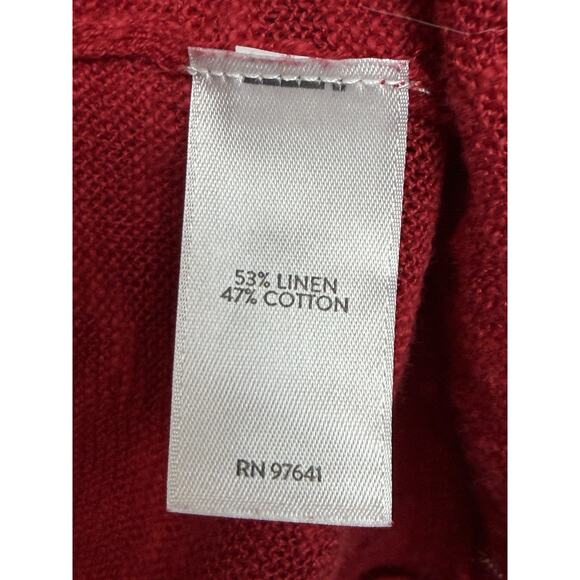 53% LINEN
47% COTTON
RN 97641